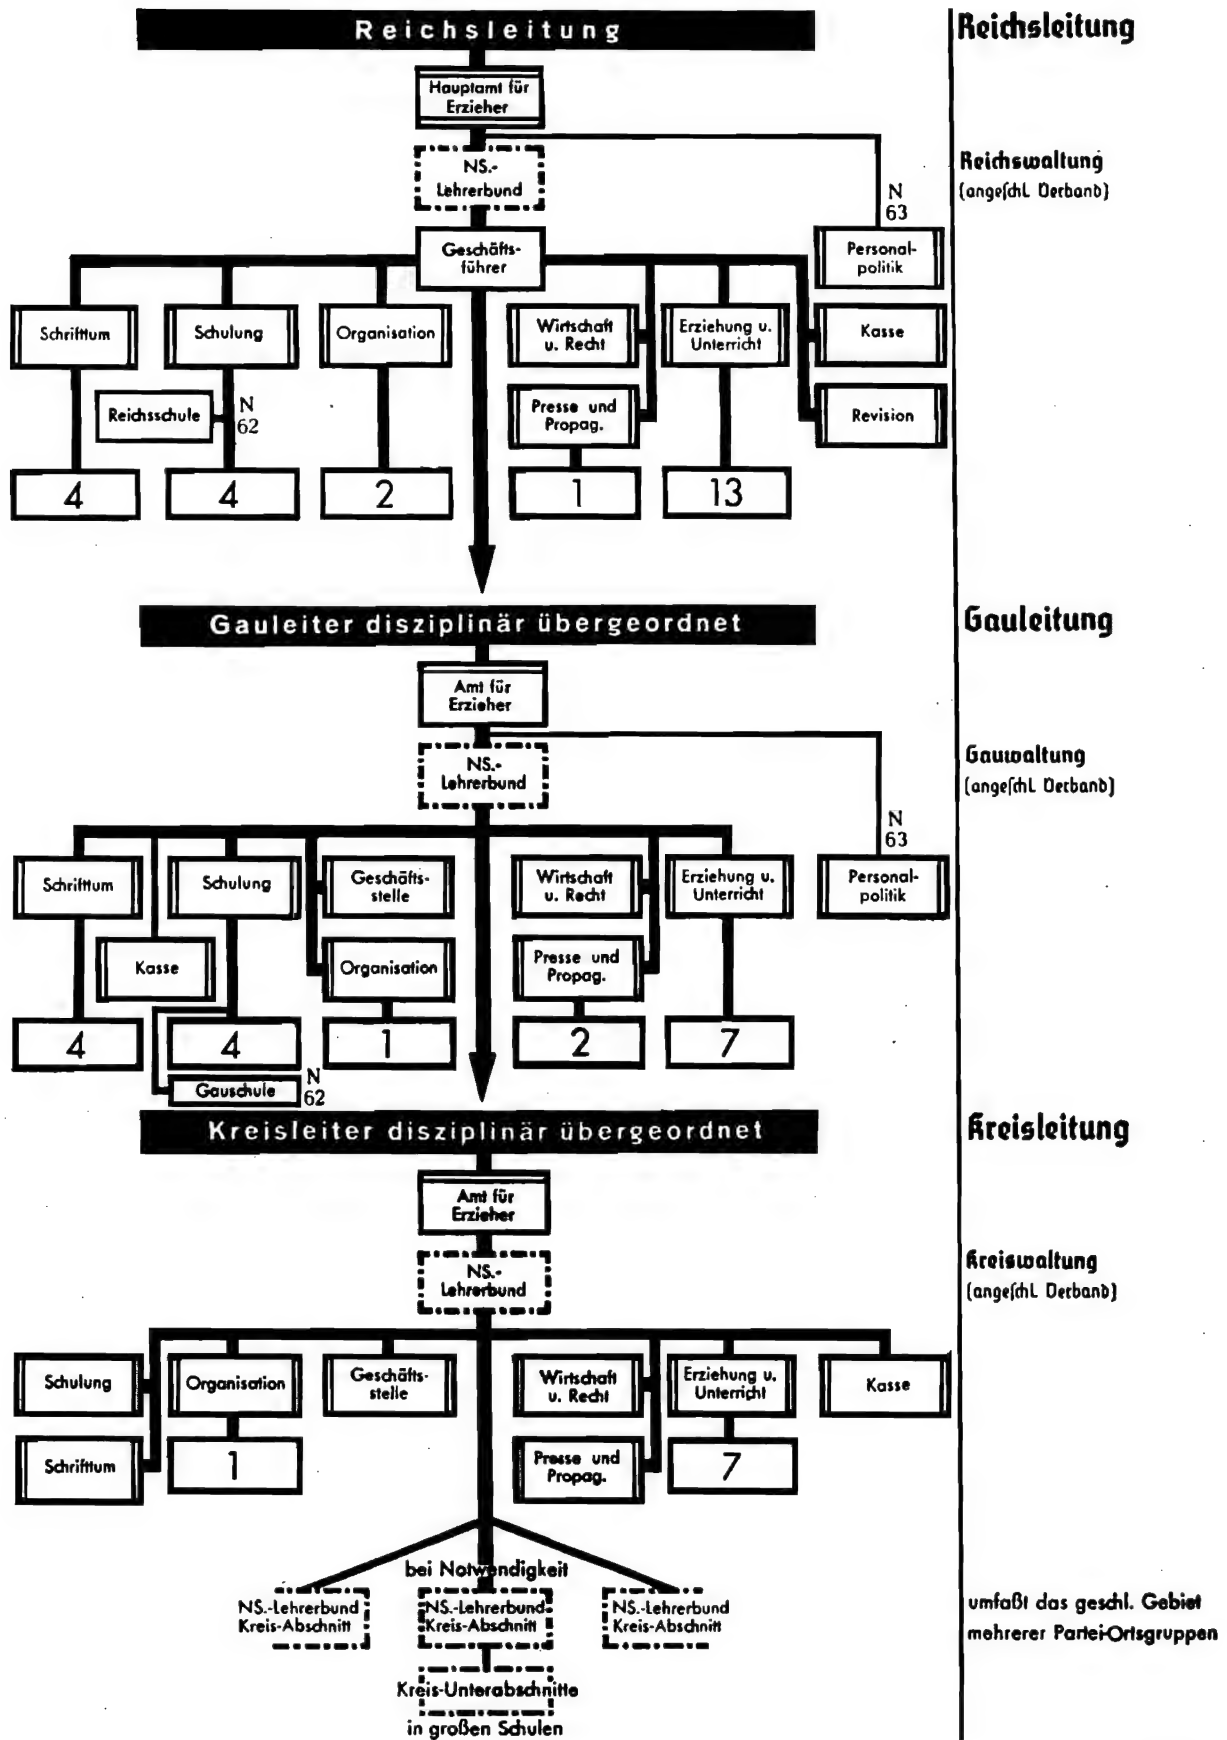 Reichsleitung
Reichsleitung
Hauptamt für
Erzieher
Reichswaltung
(angeschl. Verband)
NS.-
Lehrerbund
N
63
Geschäfts-
führer
Personal-
politik
Schrifttum
Schulung
Organisation
Wirtschaft
u. Recht
Erziehung u.
Unterricht
Kasse
Reichsschule
N
62
Presse und
Propag.
Revision
4
4
2
1
13
Gauleiter disziplinär übergeordnet
Gauleitung
Amt für
Erzieher
Gauwaltung
(angeschl. Verband)
NS.-
Lehrerbund
N
63
Schrifttum
Schulung
Geschäfts-
stelle
Wirtschaft
u. Recht
Erziehung u.
Unterricht
Personal-
politik
Kasse
Organisation
Presse und
Propag.
4
4
1
2
7
Gauschule
N
62
Kreisleiter disziplinär übergeordnet
Kreisleitung
Amt für
Erzieher
Kreiswaltung
(angeschl. Verband)
NS.-
Lehrerbund
Schulung
Organisation
Geschäfts-
stelle
Wirtschaft
u. Recht
Erziehung u.
Unterricht
Kasse
Schrifttum
1
Presse und
Propag.
7
bei Notwendigkeit
NS.-Lehrerbund
Kreis-Abschnitt
NS.-Lehrerbund
Kreis-Abschnitt
NS.-Lehrerbund
Kreis-Abschnitt
umfaßt das geschl. Gebiet
mehrerer Partei-Ortsgruppen
Kreis-Unterabschnitte
in großen Schulen